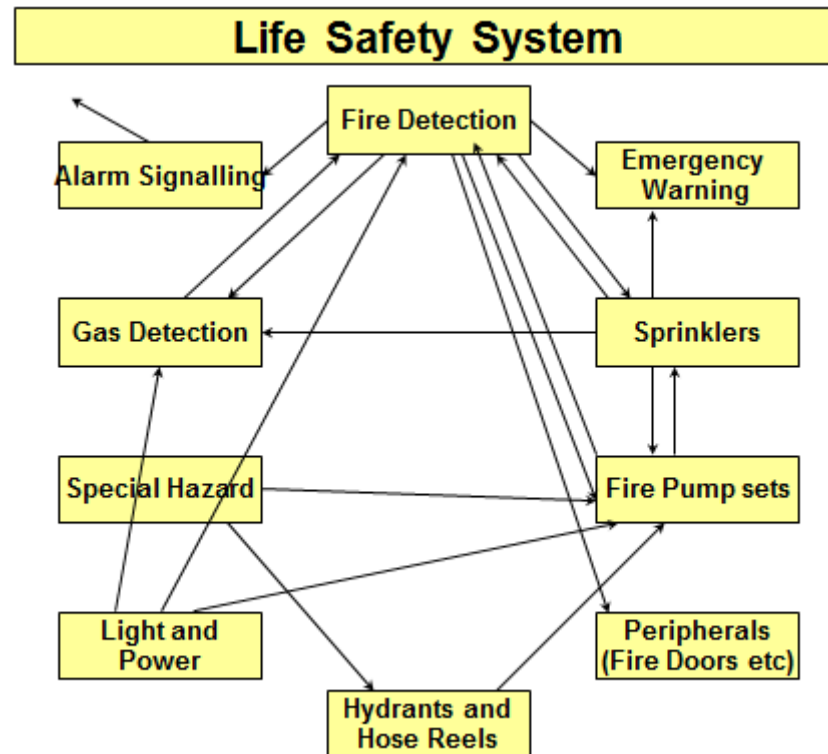 Life Safety System
Fire Detection
Alarm Signalling
Emergency
Warning
Gas Detection
Sprinklers
Special Hazard
Fire Pump sets
Light and
Power
Peripherals
(Fire Doors etc)
Hydrants and
Hose Reels